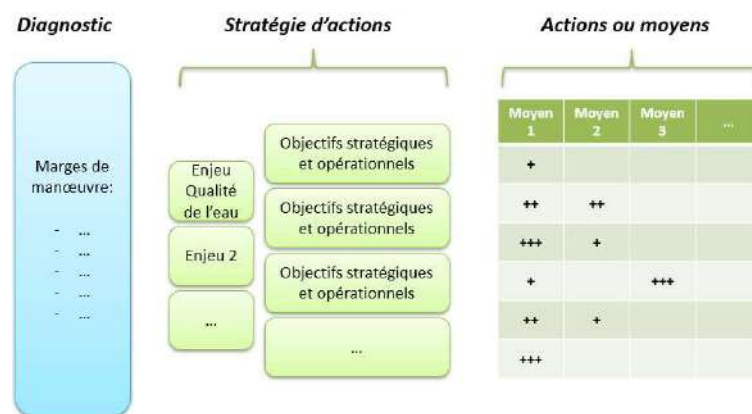 Diagnostic
Stratégie d'actions
Actions ou moyens
Marges de
manœuvre:
- ...
- ...
- ...
- ...
- ...
Enjeu
Qualité
de l'eau
Enjeu 2
...
Objectifs stratégiques
et opérationnels
Objectifs stratégiques
et opérationnels
Objectifs stratégiques
et opérationnels
...
Moyen 1 Moyen 2 Moyen 3 ...
+
++ ++
+++ +
+ +++
++ +
+++